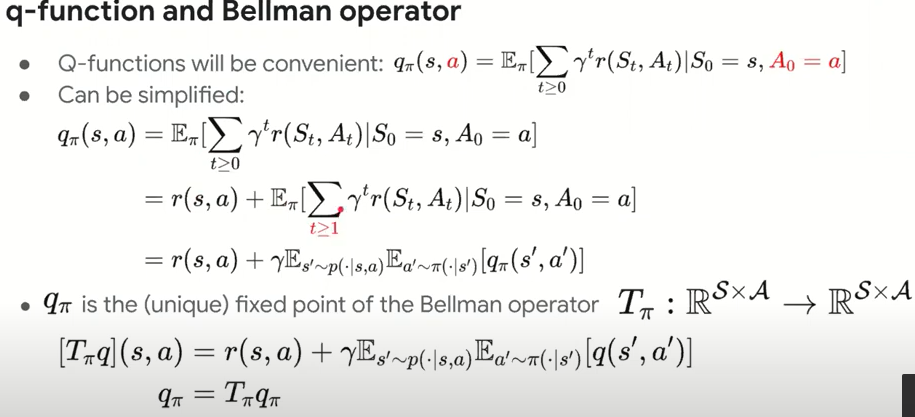 q-function and Bellman operator
● Q-functions will be convenient: qπ(s, a) = 𝔼π[∑t≥0 γᵗr(St, At)|S0 = s, A0 = a]
● Can be simplified:
qπ(s, a) = 𝔼π[∑t≥0 γᵗr(St, At)|S0 = s, A0 = a]
= r(s, a) + 𝔼π[∑t≥1 γᵗr(St, At)|S0 = s, A0 = a]
= r(s, a) + γ𝔼s′∼p(·|s,a)𝔼a′∼π(·|s′)[qπ(s′, a′)]
● qπ is the (unique) fixed point of the Bellman operator Tπ : ℝ^{𝒮×𝒜} → ℝ^{𝒮×𝒜}
[Tπq](s, a) = r(s, a) + γ𝔼s′∼p(·|s,a)𝔼a′∼π(·|s′)[q(s′, a′)]
qπ = Tπqπ